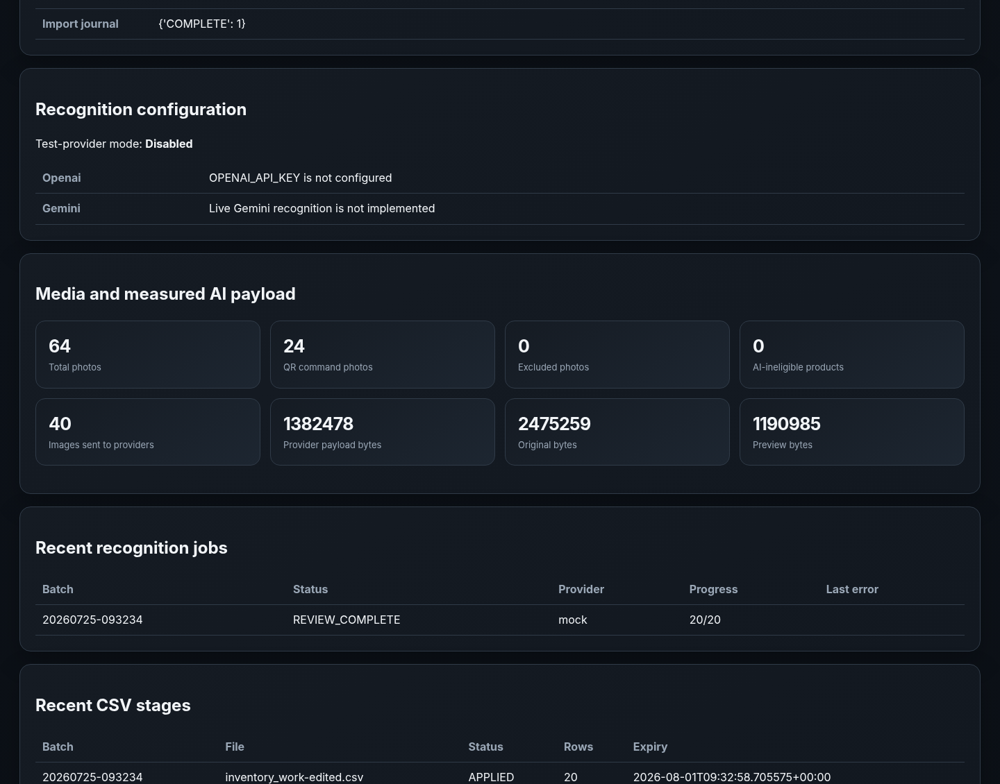 Import journal {'COMPLETE': 1}
Recognition configuration
Test-provider mode: Disabled
Openai OPENAI_API_KEY is not configured
Gemini Live Gemini recognition is not implemented
Media and measured AI payload
64 24 0 0
Total photos QR command photos Excluded photos AI-ineligible products
40 1382478 2475259 1190985
Images sent to providers Provider payload bytes Original bytes Preview bytes
Recent recognition jobs
Batch Status Provider Progress Last error
20260725-093234 REVIEW_COMPLETE mock 20/20
Recent CSV stages
Batch File Status Rows Expiry
20260725-093234 inventory_work-edited.csv APPLIED 20 2026-08-01T09:32:58.705575+00:00